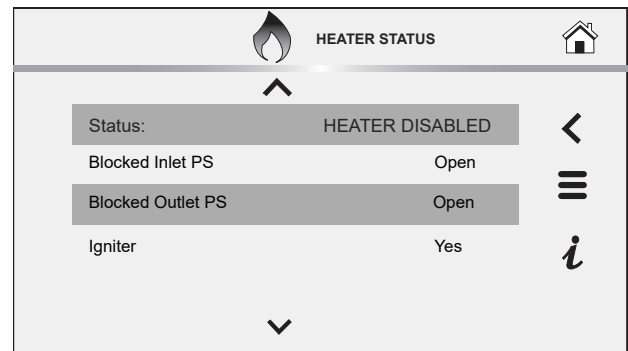 HEATER STATUS
Status: HEATER DISABLED
Blocked Inlet PS Open
Blocked Outlet PS Open
Igniter Yes
i